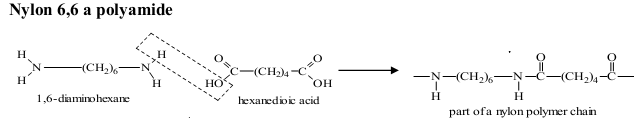 Nylon 6,6 a polyamide
H
H
N
(CH₂)₆
N
H
H
1,6-diaminohexane
O
HO
C
(CH₂)₄
C
O
OH
hexanedioic acid
N
H
(CH₂)₆
N
H
O
C
(CH₂)₄
O
C
part of a nylon polymer chain